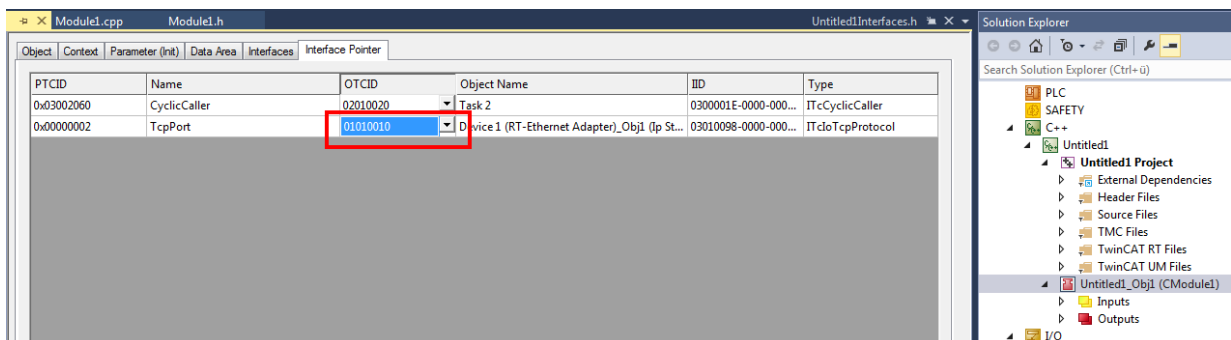 Module1.cpp Module1.h Untitled1Interfaces.h
Object Context Parameter (Init) Data Area Interfaces Interface Pointer
PTCID Name OTCID Object Name IID Type
0x03002060 CyclicCaller 02010020 Task 2 0300001E-0000-000... ITcCyclicCaller
0x00000002 TcpPort 01010010 Device 1 (RT-Ethernet Adapter)_Obj1 (Ip St... 03010098-0000-000... ITcIoTcpProtocol
Solution Explorer
Search Solution Explorer (Ctrl+ü)
PLC
SAFETY
C++
Untitled1
Untitled1 Project
External Dependencies
Header Files
Source Files
TMC Files
TwinCAT RT Files
TwinCAT UM Files
Untitled1_Obj1 (CModule1)
Inputs
Outputs
I/O